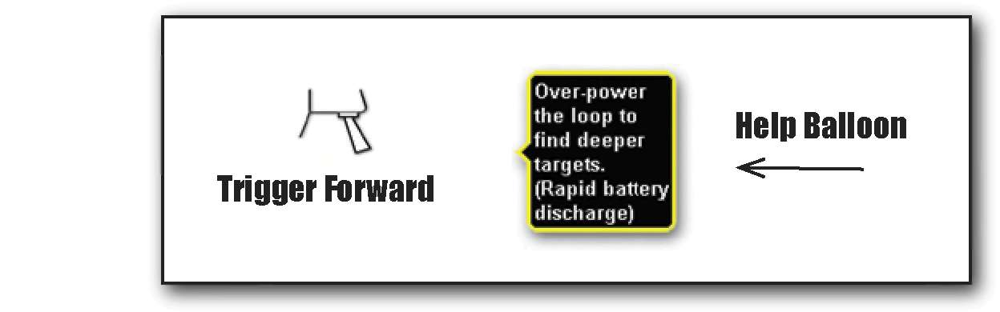 Trigger Forward
Over-power
the loop to
find deeper
targets.
(Rapid battery
discharge)
Help Balloon